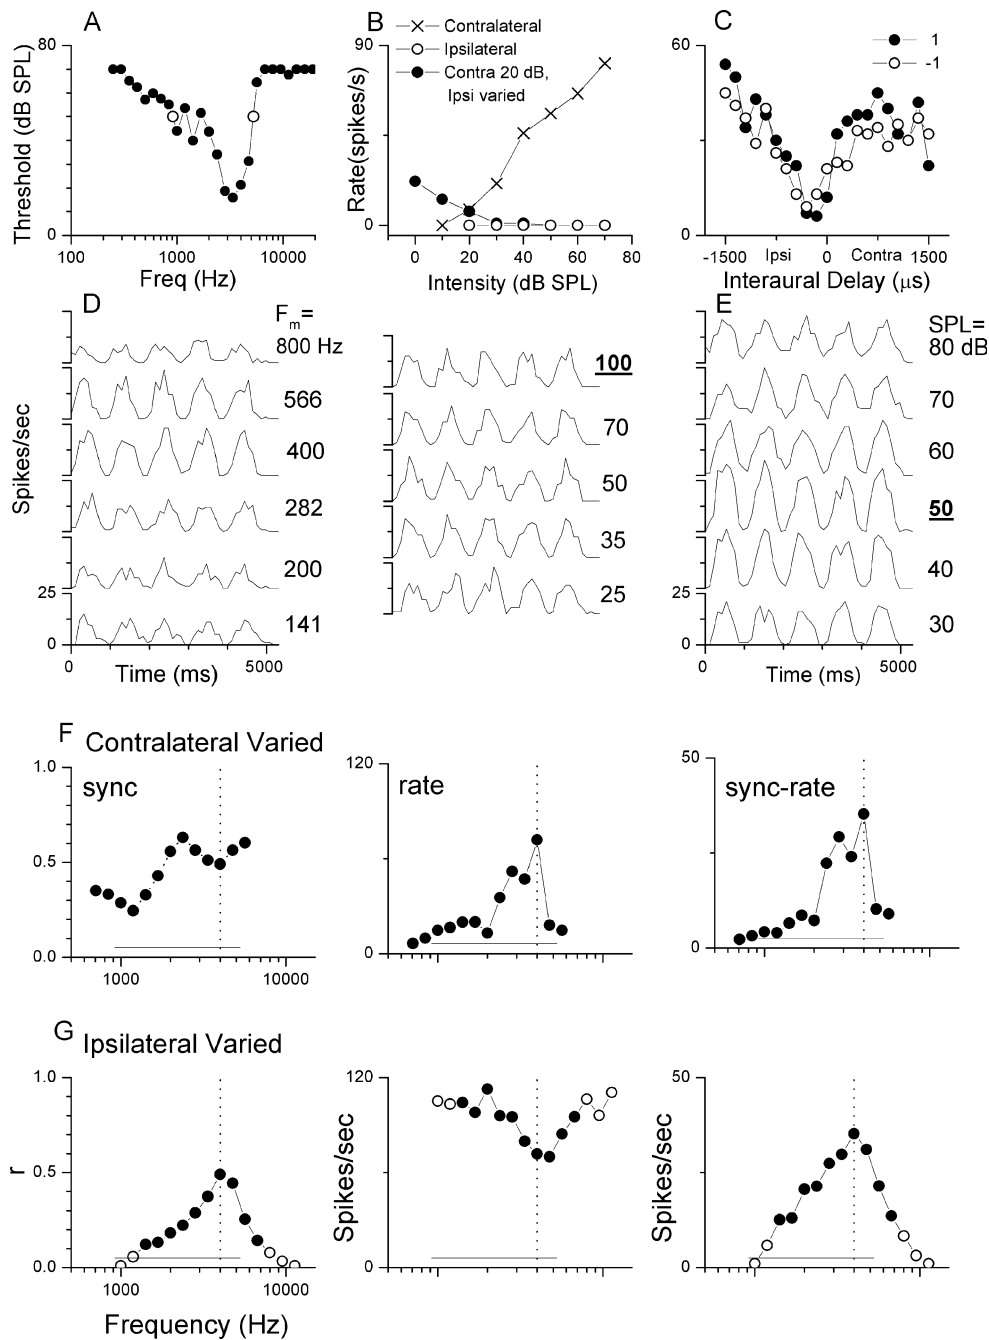 A
80
Threshold (dB SPL)
0
100
1000
10000
Freq (Hz)
B
Contralateral
Ipsilateral
Contra 20 dB,
Ipsi varied
90
Rate(spikes/s)
0
0
20
40
60
80
Intensity (dB SPL)
C
1
-1
60
0
-1500
Ipsi
0
Contra
1500
Interaural Delay (μs)
D
Fm=
800 Hz
566
400
282
200
141
Spikes/sec
25
0
0
5000
Time (ms)
100
70
50
35
25
E
SPL=
80 dB
70
60
50
40
30
0
5000
Time (ms)
F
Contralateral Varied
1.0
sync
0.5
0.0
1000
10000
120
rate
0
50
sync-rate
0
G
Ipsilateral Varied
1.0
r
0.5
0.0
1000
10000
Frequency (Hz)
120
Spikes/sec
0
50
Spikes/sec
0